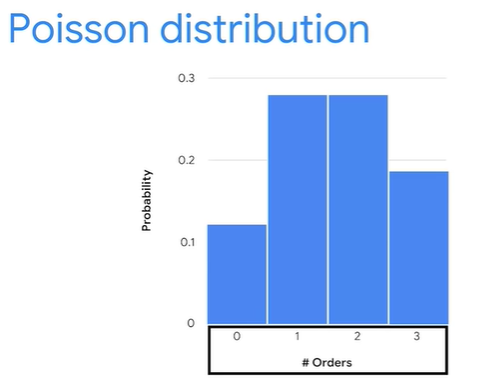 Poisson distribution
0.3
0.2
0.1
0
Probability
0 1 2 3
# Orders